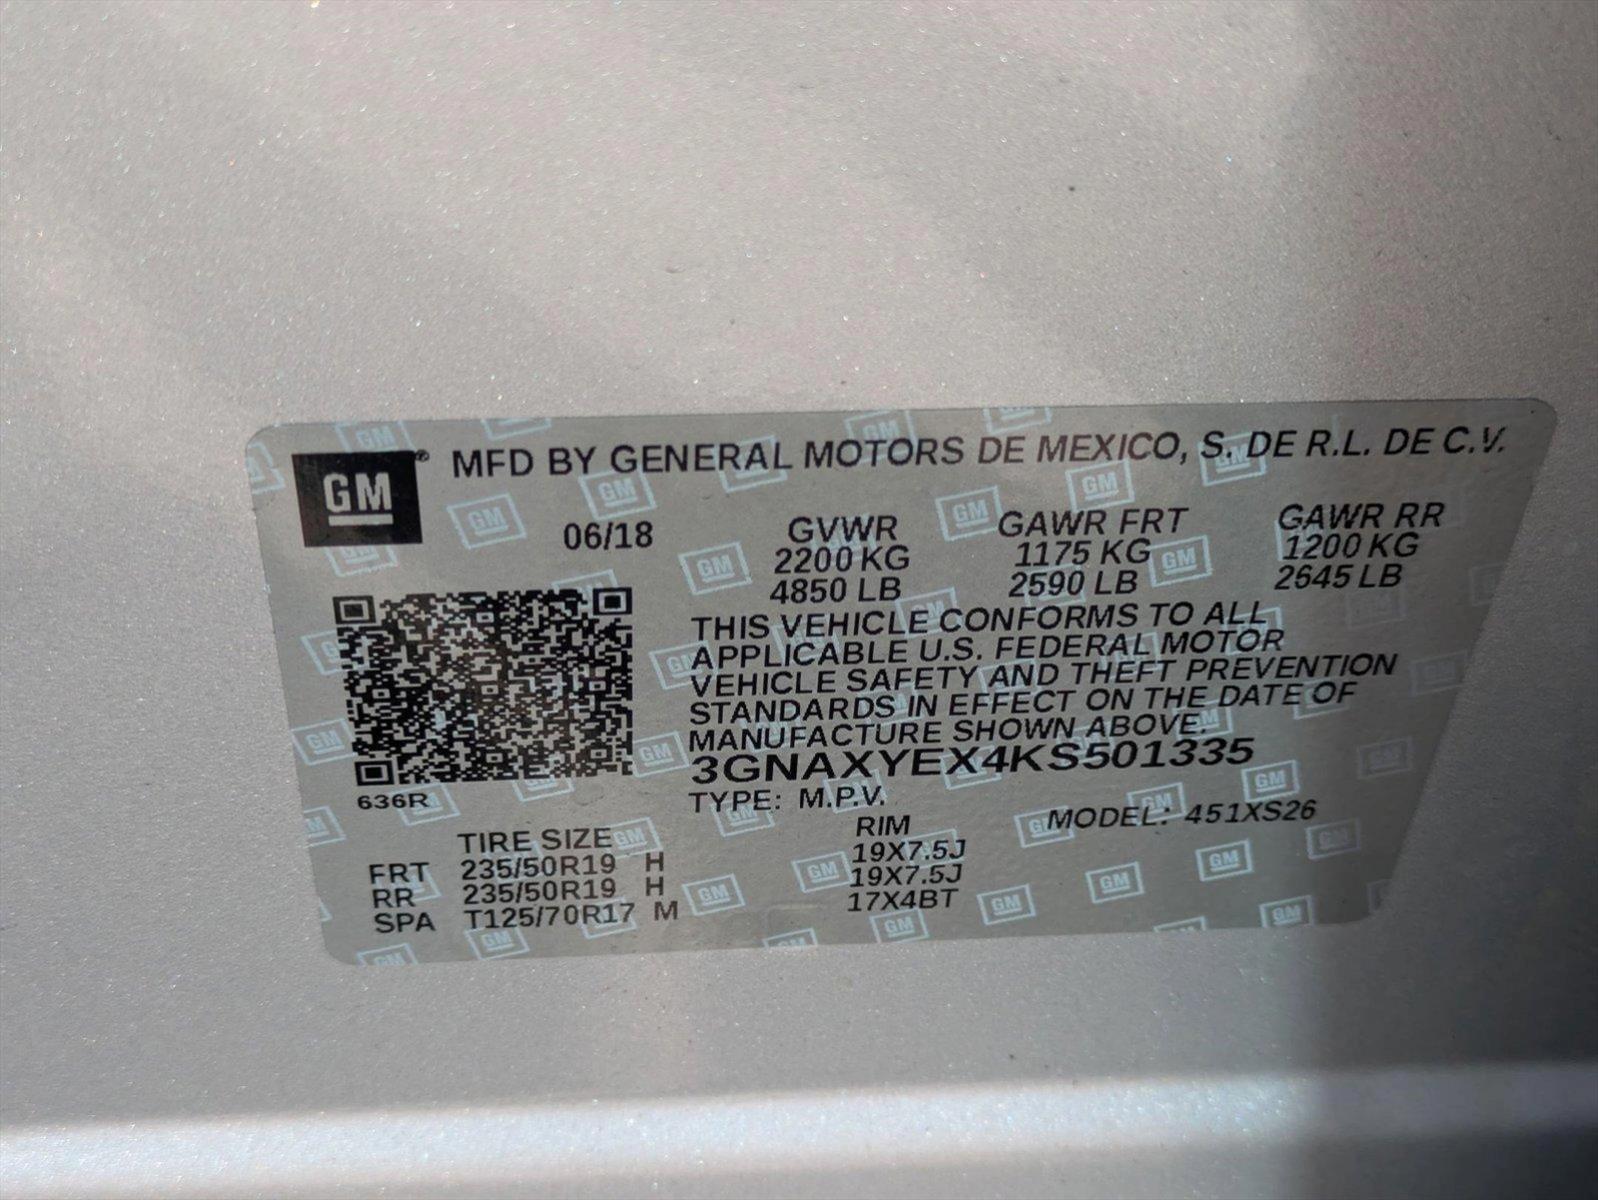 GM ® MFD BY GENERAL MOTORS DE MEXICO, S. DE R.L. DE C.V.
06/18 GVWR GAWR FRT GAWR RR
2200 KG 1175 KG 1200 KG
4850 LB 2590 LB 2645 LB
THIS VEHICLE CONFORMS TO ALL
APPLICABLE U.S. FEDERAL MOTOR
VEHICLE SAFETY AND THEFT PREVENTION
STANDARDS IN EFFECT ON THE DATE OF
MANUFACTURE SHOWN ABOVE.
3GNAXYEX4KS501335
636R TYPE: M.P.V. MODEL: 451XS26
TIRE SIZE RIM
FRT 235/50R19 H 19X7.5J
RR 235/50R19 H 19X7.5J
SPA T125/70R17 M 17X4BT